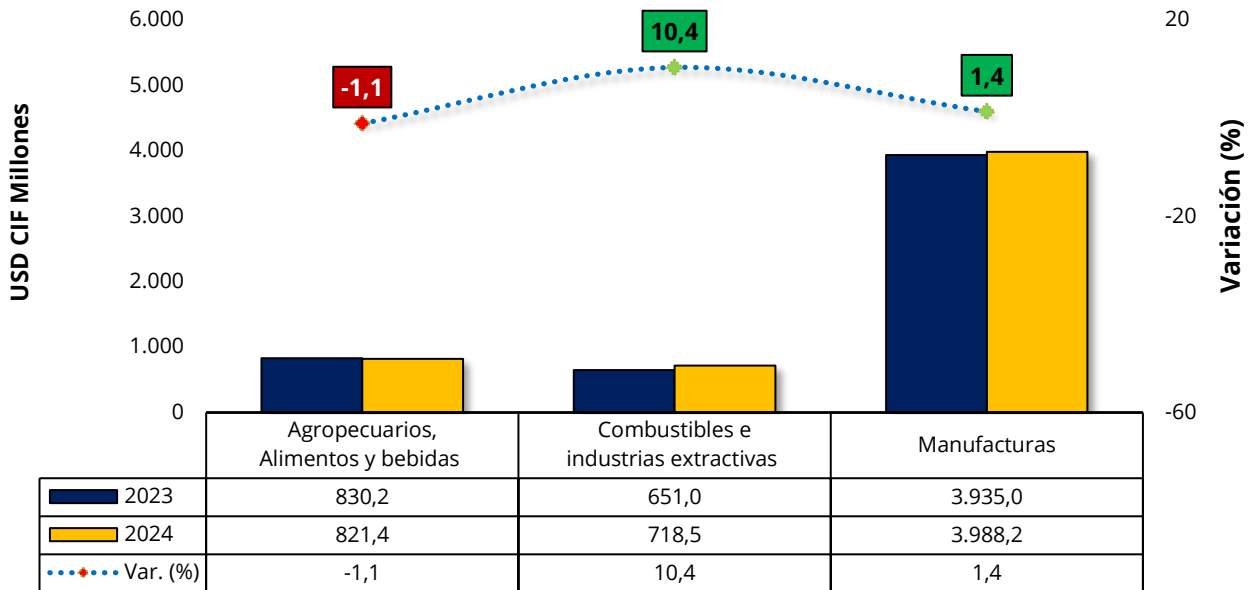 USD CIF Millones
6.000
5.000
4.000
3.000
2.000
1.000
0
20
-20
-60
Variación (%)
-1,1
10,4
1,4
Agropecuarios,
Alimentos y bebidas
Combustibles e
industrias extractivas
Manufacturas
2023 830,2 651,0 3.935,0
2024 821,4 718,5 3.988,2
Var. (%) -1,1 10,4 1,4